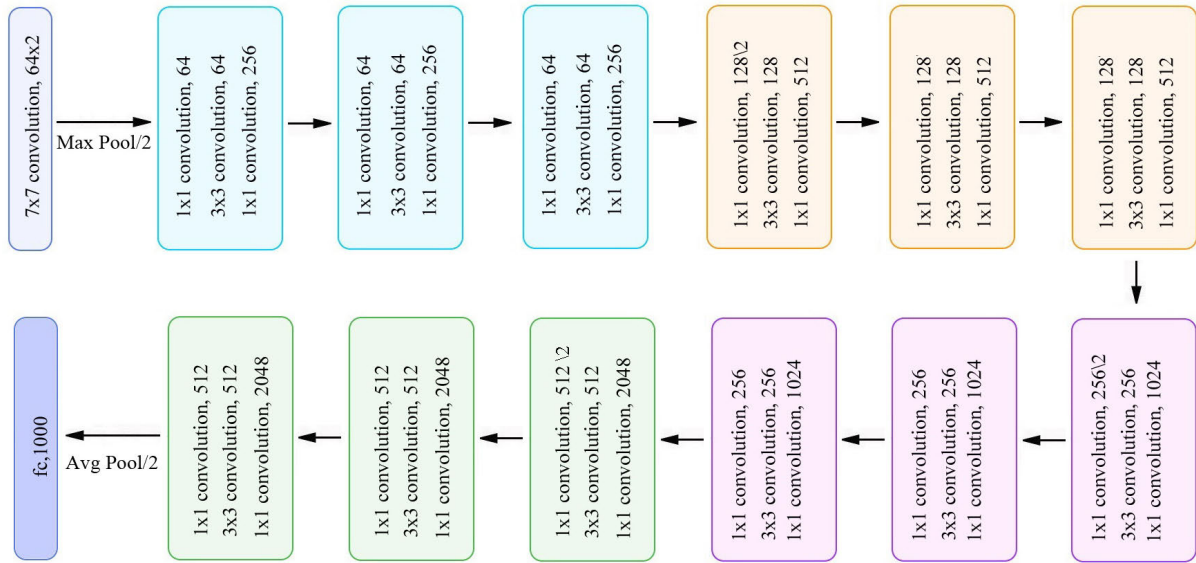 7x7 convolution, 64x2
Max Pool/2
1x1 convolution, 64
3x3 convolution, 64
1x1 convolution, 256
1x1 convolution, 64
3x3 convolution, 64
1x1 convolution, 256
1x1 convolution, 64
3x3 convolution, 64
1x1 convolution, 256
1x1 convolution, 128\2
3x3 convolution, 128
1x1 convolution, 512
1x1 convolution, 128
3x3 convolution, 128
1x1 convolution, 512
1x1 convolution, 128
3x3 convolution, 128
1x1 convolution, 512
1x1 convolution, 256\2
3x3 convolution, 256
1x1 convolution, 1024
1x1 convolution, 256
3x3 convolution, 256
1x1 convolution, 1024
1x1 convolution, 256
3x3 convolution, 256
1x1 convolution, 1024
1x1 convolution, 512 \2
3x3 convolution, 512
1x1 convolution, 2048
1x1 convolution, 512
3x3 convolution, 512
1x1 convolution, 2048
1x1 convolution, 512
3x3 convolution, 512
1x1 convolution, 2048
Avg Pool/2
fc,1000